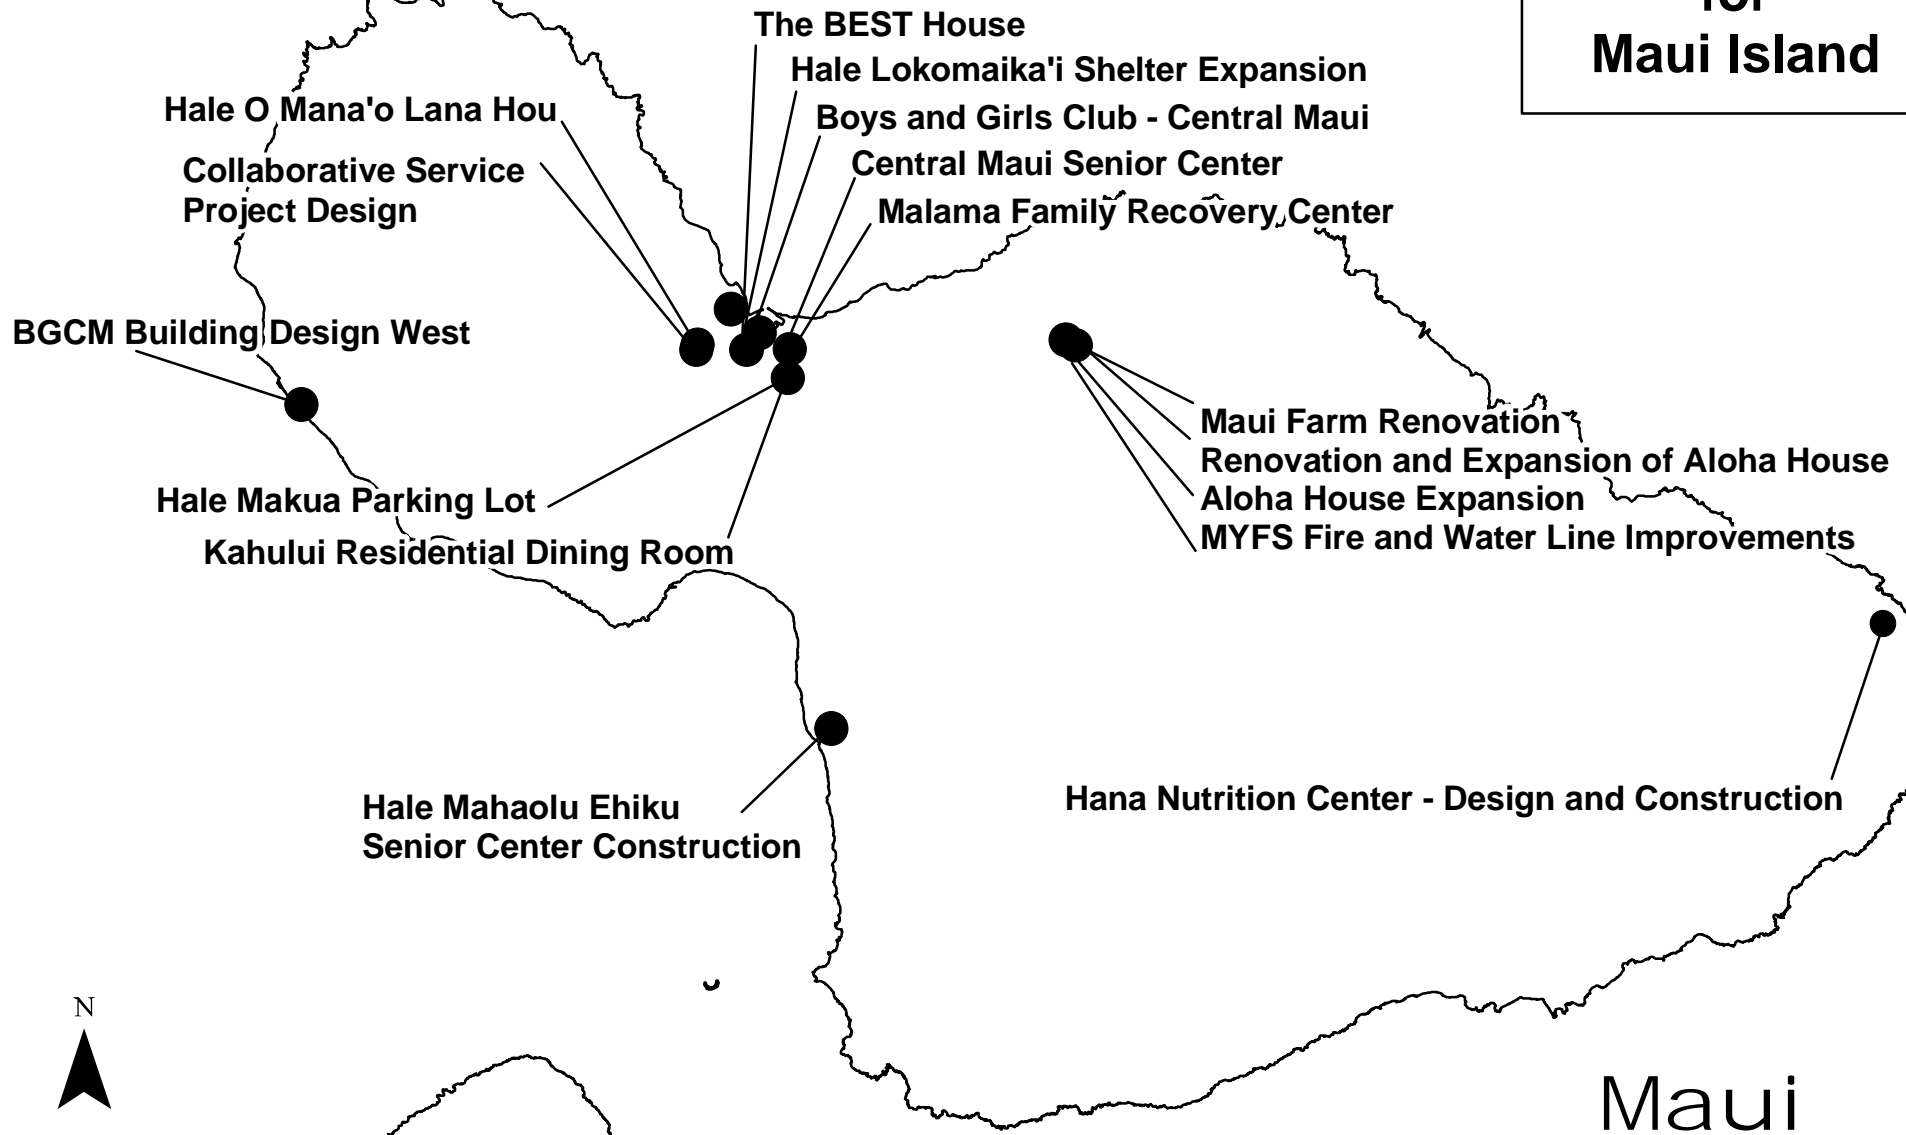 for
Maui Island
The BEST House
Hale Lokomaika'i Shelter Expansion
Hale O Mana'o Lana Hou
Boys and Girls Club - Central Maui
Collaborative Service
Project Design
Central Maui Senior Center
Malama Family Recovery Center
BGCM Building Design West
Maui Farm Renovation
Renovation and Expansion of Aloha House
Aloha House Expansion
MYFS Fire and Water Line Improvements
Hale Makua Parking Lot
Kahului Residential Dining Room
Hale Mahaolu Ehiku
Senior Center Construction
Hana Nutrition Center - Design and Construction
N
Maui